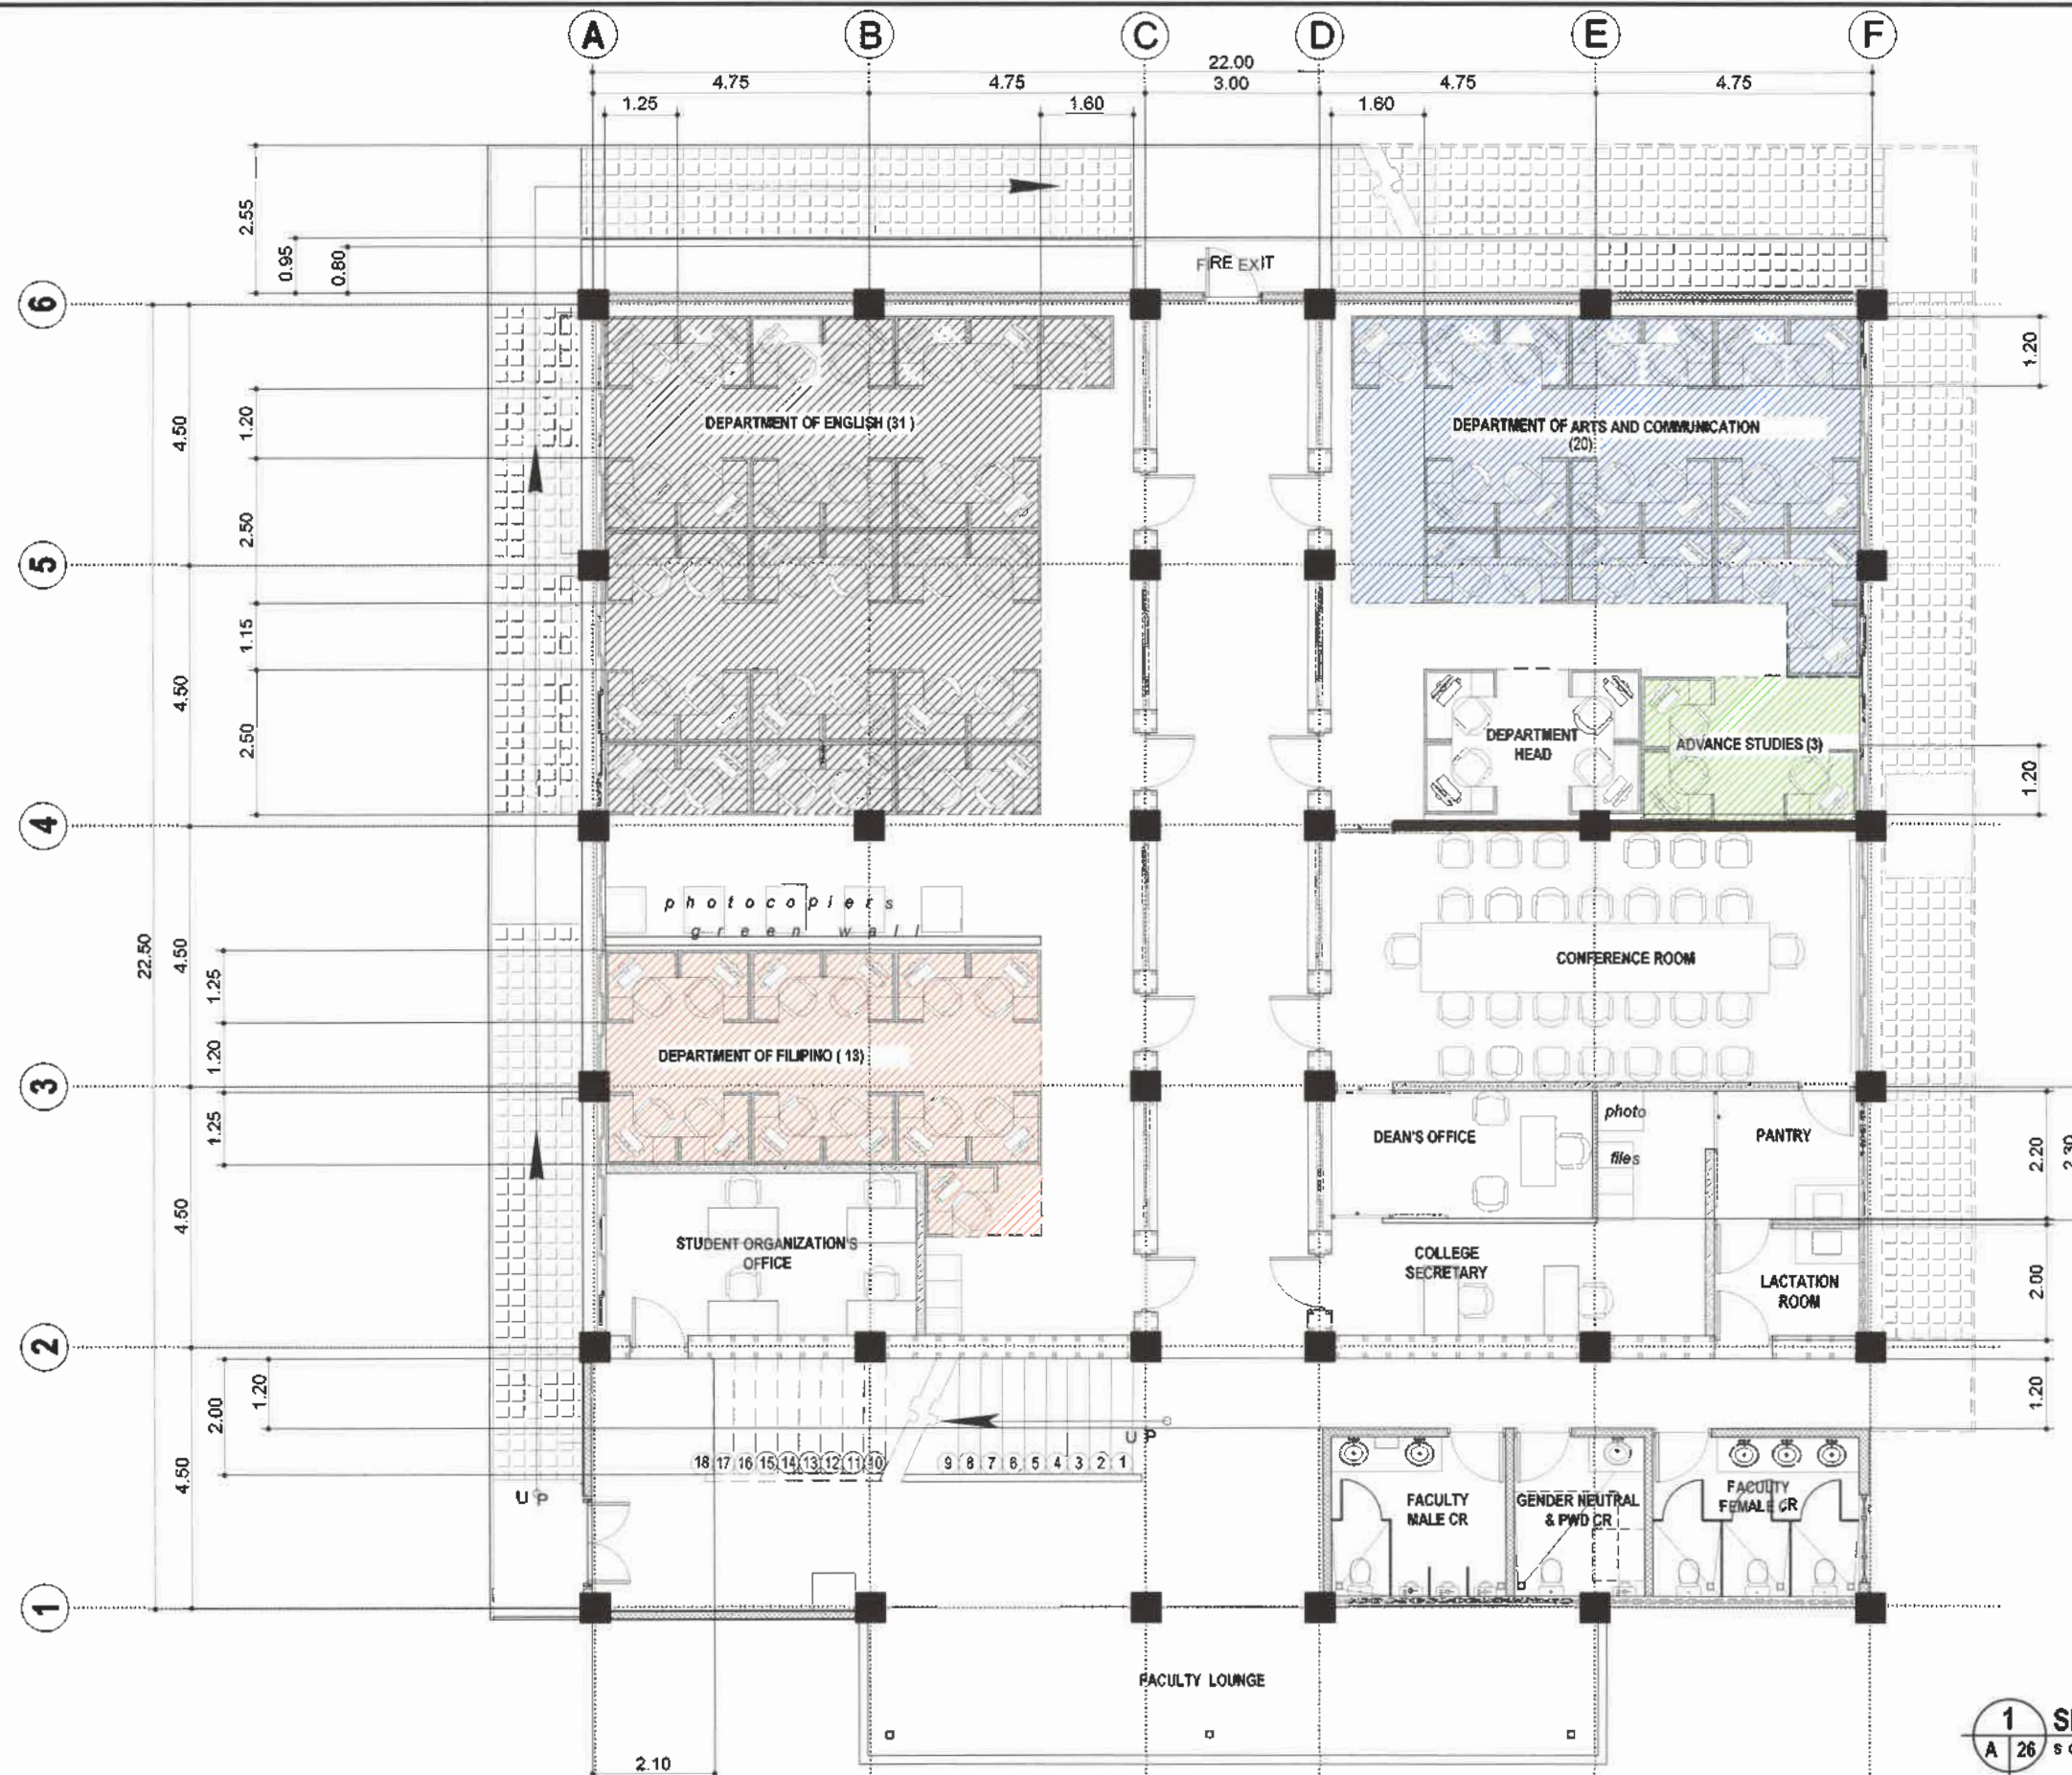 A B C D E F
22.00
4.75 4.75 3.00 4.75 4.75
1.25 1.60 1.60
2.55
0.95
0.80
FIRE EXIT
6
1.20
4.50
1.20
DEPARTMENT OF ENGLISH (31 )
DEPARTMENT OF ARTS AND COMMUNICATION
(20)
2.50
5
1.15
4.50
2.50
DEPARTMENT
HEAD
ADVANCE STUDIES (3)
1.20
4
photocopiers
green wall
22.50
4.50
1.25
CONFERENCE ROOM
1.20
DEPARTMENT OF FILIPINO ( 13)
3
1.25
DEAN'S OFFICE
photo
files
PANTRY
2.20
2.30
4.50
STUDENT ORGANIZATION'S
OFFICE
COLLEGE
SECRETARY
LACTATION
ROOM
2.00
2
1.20
2.00
1.20
4.50
UP
18 17 16 15 14 13 12 11 10 9 8 7 6 5 4 3 2 1
UP
FACULTY
MALE CR
GENDER NEUTRAL
& PWD CR
FACULTY
FEMALE CR
1
FACULTY LOUNGE
2.10
1
A 26